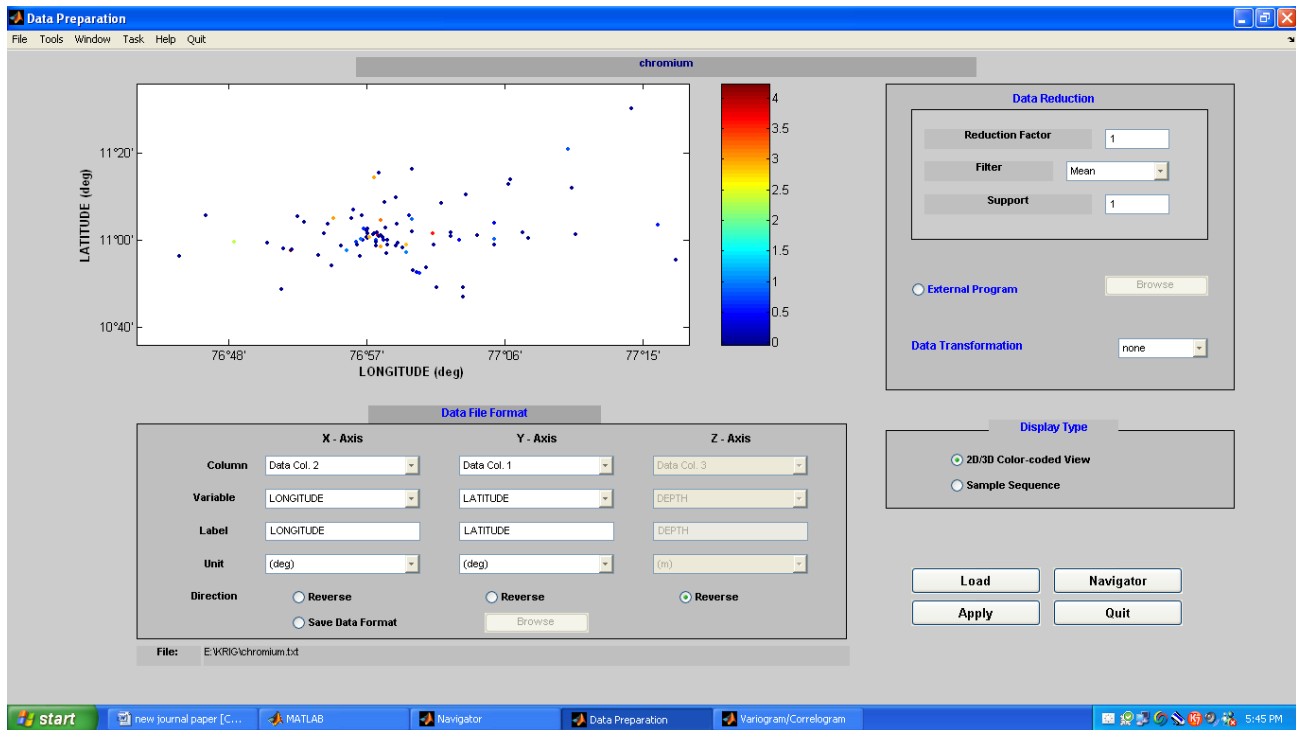 Data Preparation
File Tools Window Task Help Quit
chromium
4
3.5
3
2.5
2
1.5
1
0.5
0
11°20'
11°00'
10°40'
LATITUDE (deg)
76°48' 76°57' 77°06' 77°15'
LONGITUDE (deg)
Data Reduction
Reduction Factor 1
Filter Mean
Support 1
External Program Browse
Data Transformation none
Data File Format
X - Axis Y - Axis Z - Axis
Column Data Col. 2 Data Col. 1 Data Col. 3
Variable LONGITUDE LATITUDE DEPTH
Label LONGITUDE LATITUDE DEPTH
Unit (deg) (deg) (m)
Direction Reverse Reverse Reverse
Save Data Format Browse
File: E:\KRIG\chromium.txt
Display Type
2D/3D Color-coded View
Sample Sequence
Load Navigator
Apply Quit
start new journal paper [C... MATLAB Navigator Data Preparation Variogram/Correlogram 5:45 PM